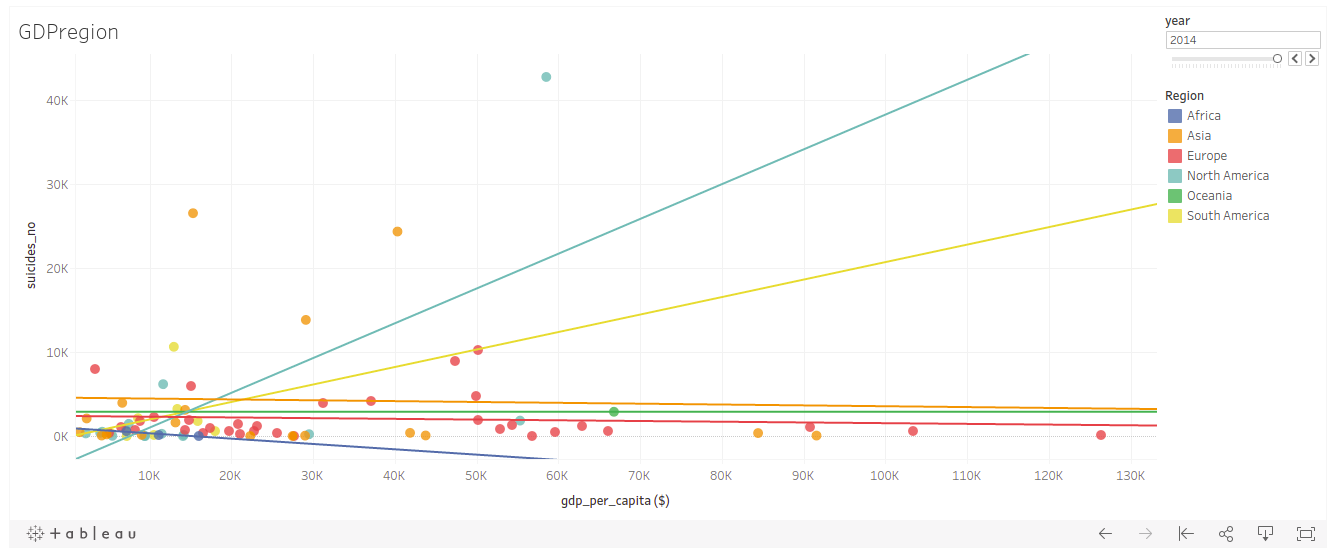 GDPregion
year
2014
Region
Africa
Asia
Europe
North America
Oceania
South America
suicides_no
40K
30K
20K
10K
0K
10K 20K 30K 40K 50K 60K 70K 80K 90K 100K 110K 120K 130K
gdp_per_capita ($)
+ a b l e a u